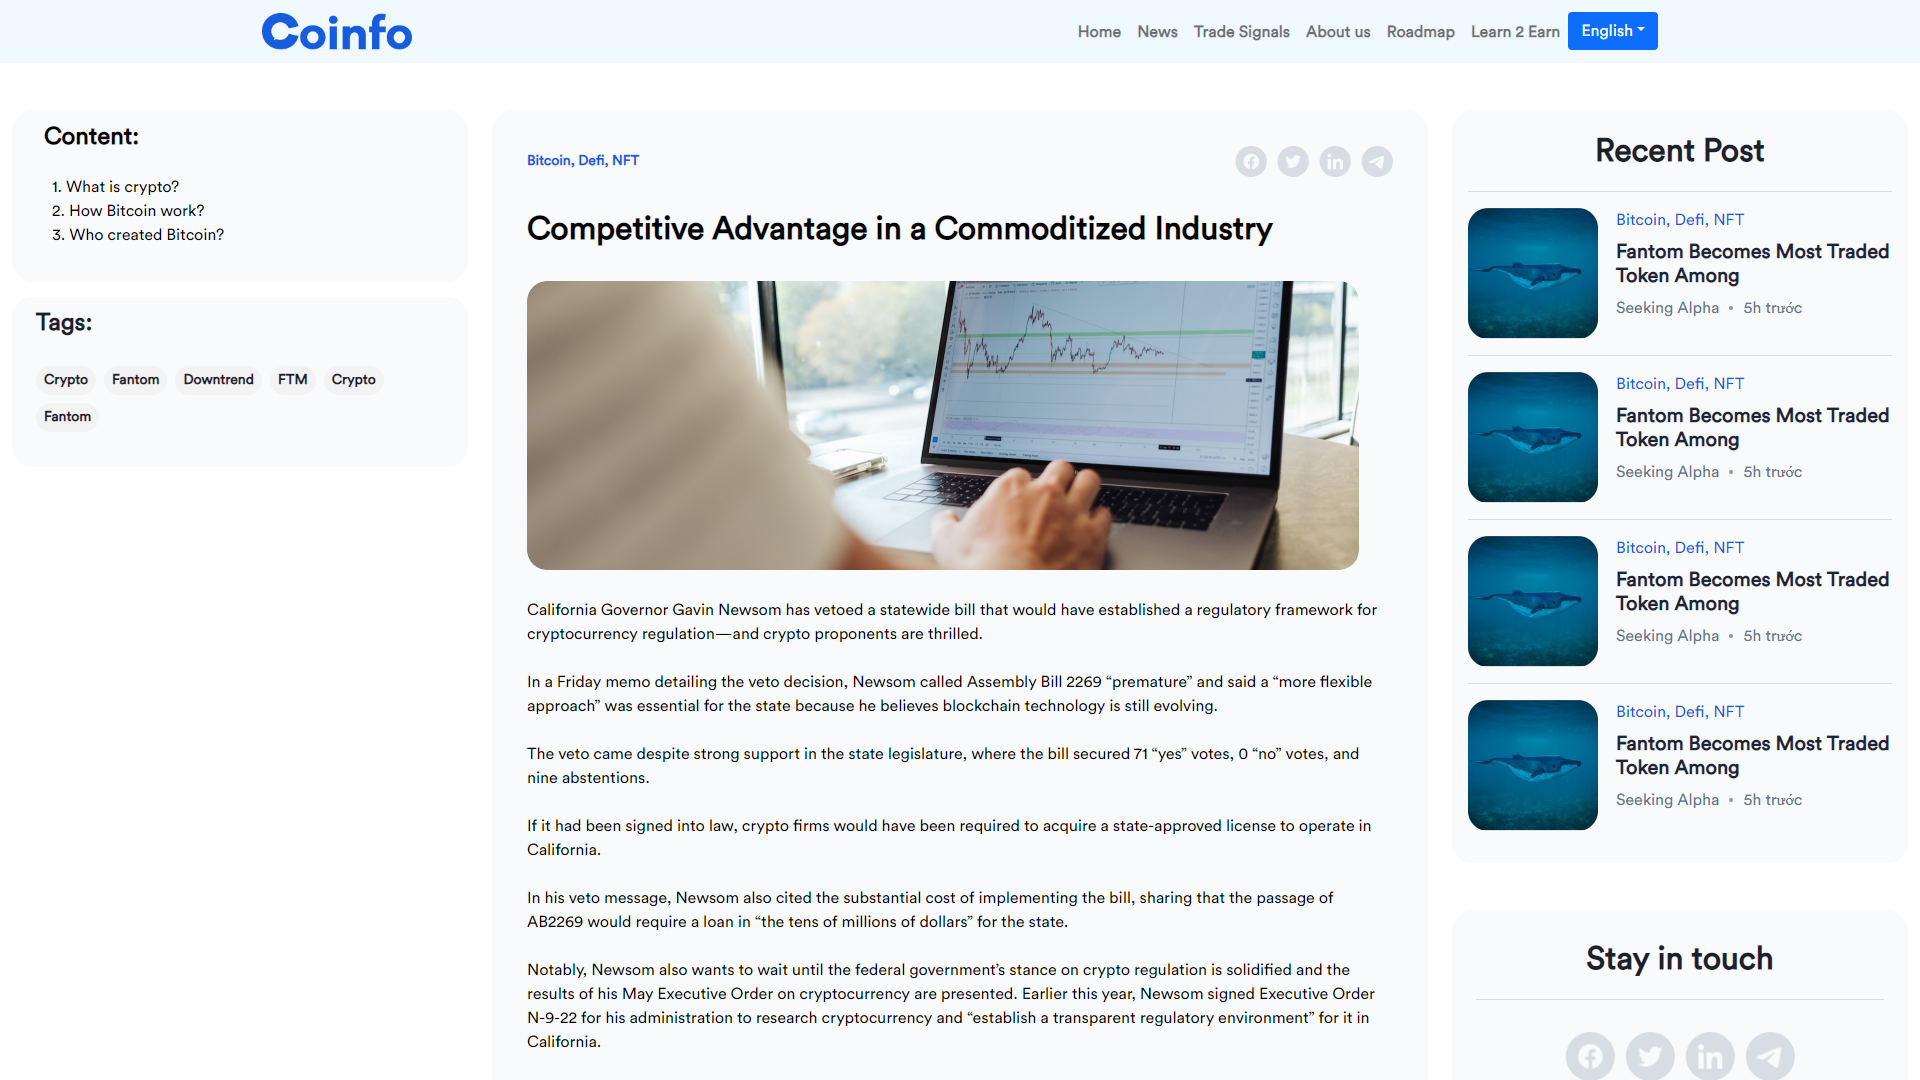 Coinfo
Home
News
Trade Signals
About us
Roadmap
Learn 2 Earn
English
Content:
1. What is crypto?
2. How Bitcoin work?
3. Who created Bitcoin?
Tags:
Crypto
Fantom
Downtrend
FTM
Crypto
Fantom
Bitcoin, Defi, NFT
Competitive Advantage in a Commoditized Industry
California Governor Gavin Newsom has vetoed a statewide bill that would have established a regulatory framework for
cryptocurrency regulation—and crypto proponents are thrilled.
In a Friday memo detailing the veto decision, Newsom called Assembly Bill 2269 “premature” and said a “more flexible
approach” was essential for the state because he believes blockchain technology is still evolving.
The veto came despite strong support in the state legislature, where the bill secured 71 “yes” votes, 0 “no” votes, and
nine abstentions.
If it had been signed into law, crypto firms would have been required to acquire a state-approved license to operate in
California.
In his veto message, Newsom also cited the substantial cost of implementing the bill, sharing that the passage of
AB2269 would require a loan in “the tens of millions of dollars” for the state.
Notably, Newsom also wants to wait until the federal government’s stance on crypto regulation is solidified and the
results of his May Executive Order on cryptocurrency are presented. Earlier this year, Newsom signed Executive Order
N-9-22 for his administration to research cryptocurrency and “establish a transparent regulatory environment” for it in
California.
Recent Post
Bitcoin, Defi, NFT
Fantom Becomes Most Traded
Token Among
Seeking Alpha • 5h trước
Bitcoin, Defi, NFT
Fantom Becomes Most Traded
Token Among
Seeking Alpha • 5h trước
Bitcoin, Defi, NFT
Fantom Becomes Most Traded
Token Among
Seeking Alpha • 5h trước
Bitcoin, Defi, NFT
Fantom Becomes Most Traded
Token Among
Seeking Alpha • 5h trước
Stay in touch